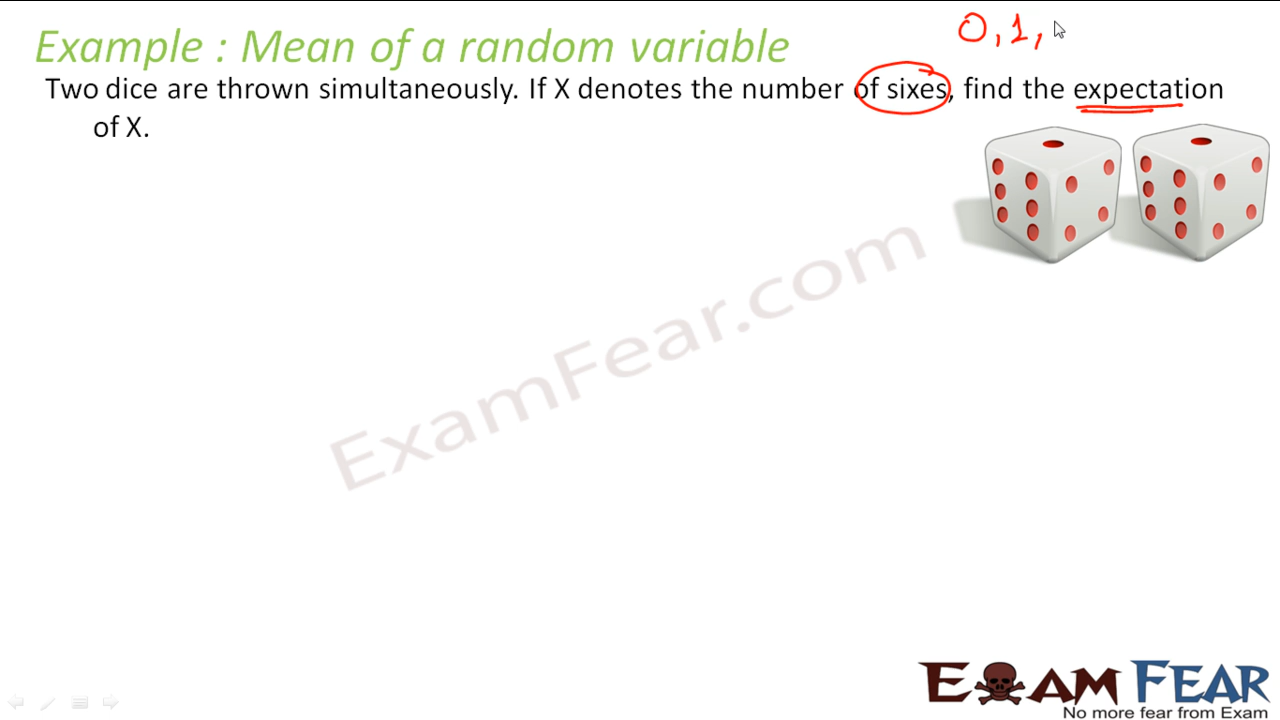 Example : Mean of a random variable
0, 1,
Two dice are thrown simultaneously. If X denotes the number of sixes, find the expectation
of X.
ExamFear.com
EXAM FEAR
No more fear from Exam